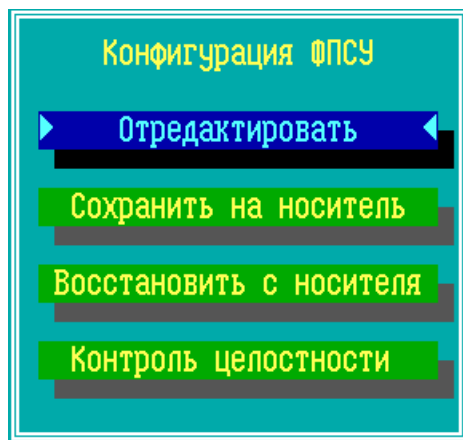 Конфигурация ФПСУ
Отредактировать
Сохранить на носитель
Восстановить с носителя
Контроль целостности